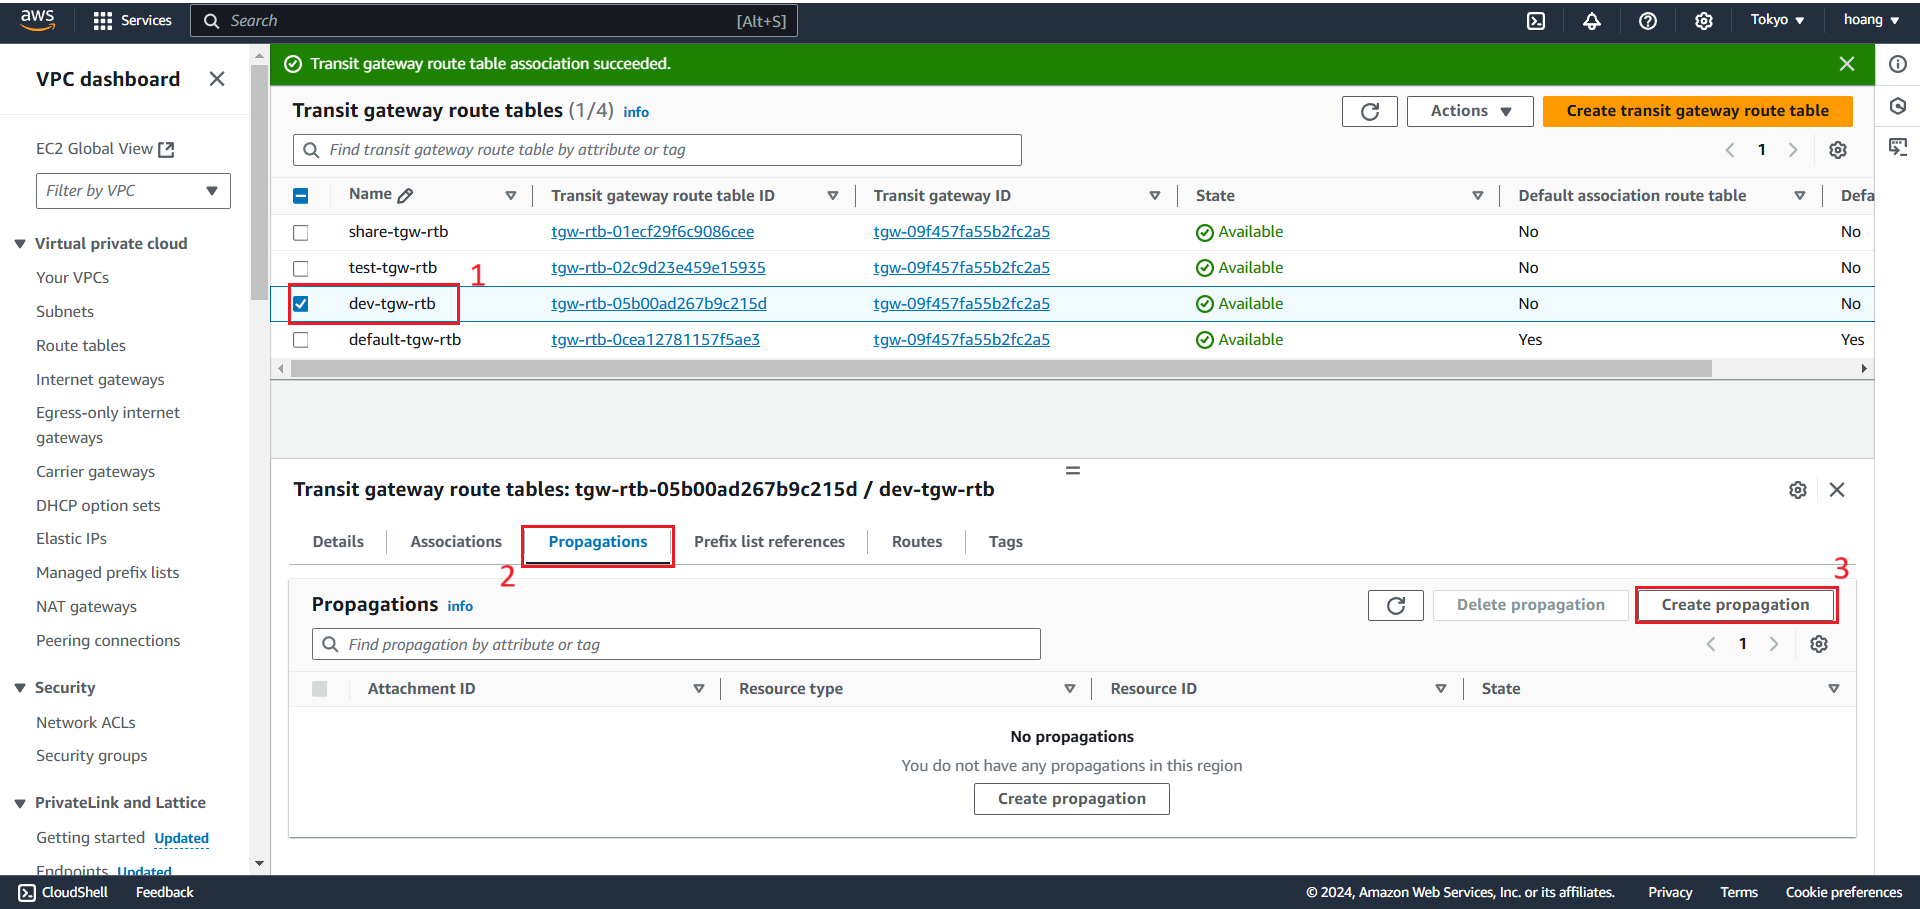 aws
Services
Search
[Alt+S]
Tokyo
hoang
VPC dashboard
EC2 Global View
Filter by VPC
Virtual private cloud
Your VPCs
Subnets
Route tables
Internet gateways
Egress-only internet
gateways
Carrier gateways
DHCP option sets
Elastic IPs
Managed prefix lists
NAT gateways
Peering connections
Security
Network ACLs
Security groups
PrivateLink and Lattice
Getting started Updated
Endpoints Updated
Transit gateway route table association succeeded.
Transit gateway route tables (1/4) info
Actions
Create transit gateway route table
Find transit gateway route table by attribute or tag
1
Name Transit gateway route table ID Transit gateway ID State Default association route table Defa
share-tgw-rtb tgw-rtb-01ecf29f6c9086cee tgw-09f457fa55b2fc2a5 Available No No
test-tgw-rtb tgw-rtb-02c9d23e459e15935 tgw-09f457fa55b2fc2a5 Available No No
1
dev-tgw-rtb tgw-rtb-05b00ad267b9c215d tgw-09f457fa55b2fc2a5 Available No No
default-tgw-rtb tgw-rtb-0cea12781157f5ae3 tgw-09f457fa55b2fc2a5 Available Yes Yes
Transit gateway route tables: tgw-rtb-05b00ad267b9c215d / dev-tgw-rtb
Details Associations Propagations Prefix list references Routes Tags
2
3
Propagations info
Delete propagation
Create propagation
Find propagation by attribute or tag
1
Attachment ID Resource type Resource ID State
No propagations
You do not have any propagations in this region
Create propagation
CloudShell Feedback
© 2024, Amazon Web Services, Inc. or its affiliates. Privacy Terms Cookie preferences